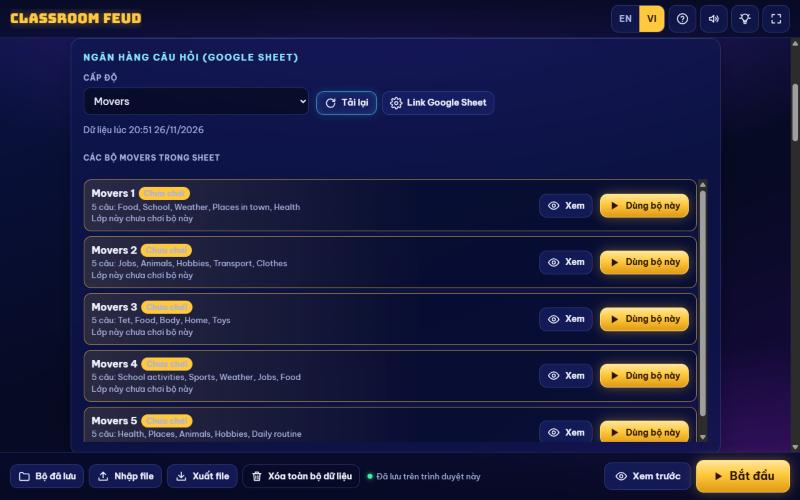 CLASSROOM FEUD
EN VI
NGÂN HÀNG CÂU HỎI (GOOGLE SHEET)
CẤP ĐỘ
Movers
Tải lại
Link Google Sheet
Dữ liệu lúc 20:51 26/11/2026
CÁC BỘ MOVERS TRONG SHEET
Movers 1 Chưa chơi
5 câu: Food, School, Weather, Places in town, Health
Lớp này chưa chơi bộ này
Xem
Dùng bộ này
Movers 2 Chưa chơi
5 câu: Jobs, Animals, Hobbies, Transport, Clothes
Lớp này chưa chơi bộ này
Xem
Dùng bộ này
Movers 3 Chưa chơi
5 câu: Tet, Food, Body, Home, Toys
Lớp này chưa chơi bộ này
Xem
Dùng bộ này
Movers 4 Chưa chơi
5 câu: School activities, Sports, Weather, Jobs, Food
Lớp này chưa chơi bộ này
Xem
Dùng bộ này
Movers 5 Chưa chơi
5 câu: Health, Places, Animals, Hobbies, Daily routine
Xem
Dùng bộ này
Bộ đã lưu
Nhập file
Xuất file
Xóa toàn bộ dữ liệu
Đã lưu trên trình duyệt này
Xem trước
Bắt đầu